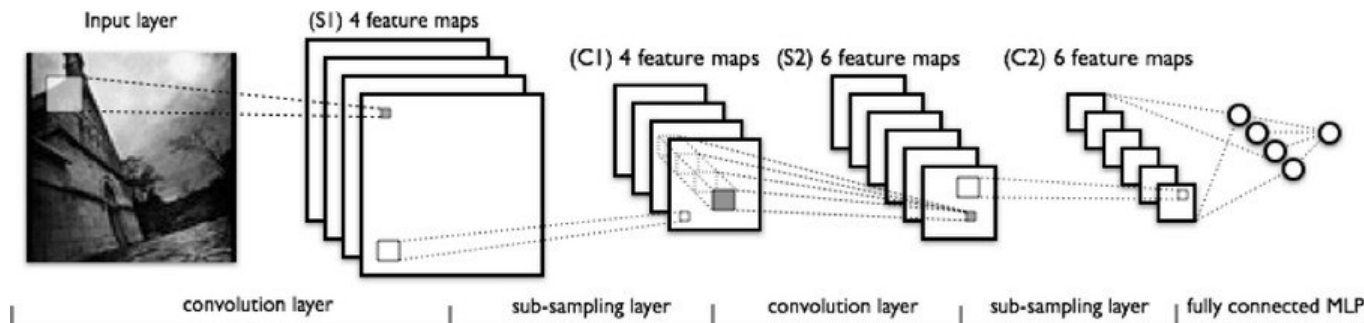 Input layer
(S1) 4 feature maps
(C1) 4 feature maps
(S2) 6 feature maps
(C2) 6 feature maps
convolution layer
sub-sampling layer
convolution layer
sub-sampling layer
fully connected MLP